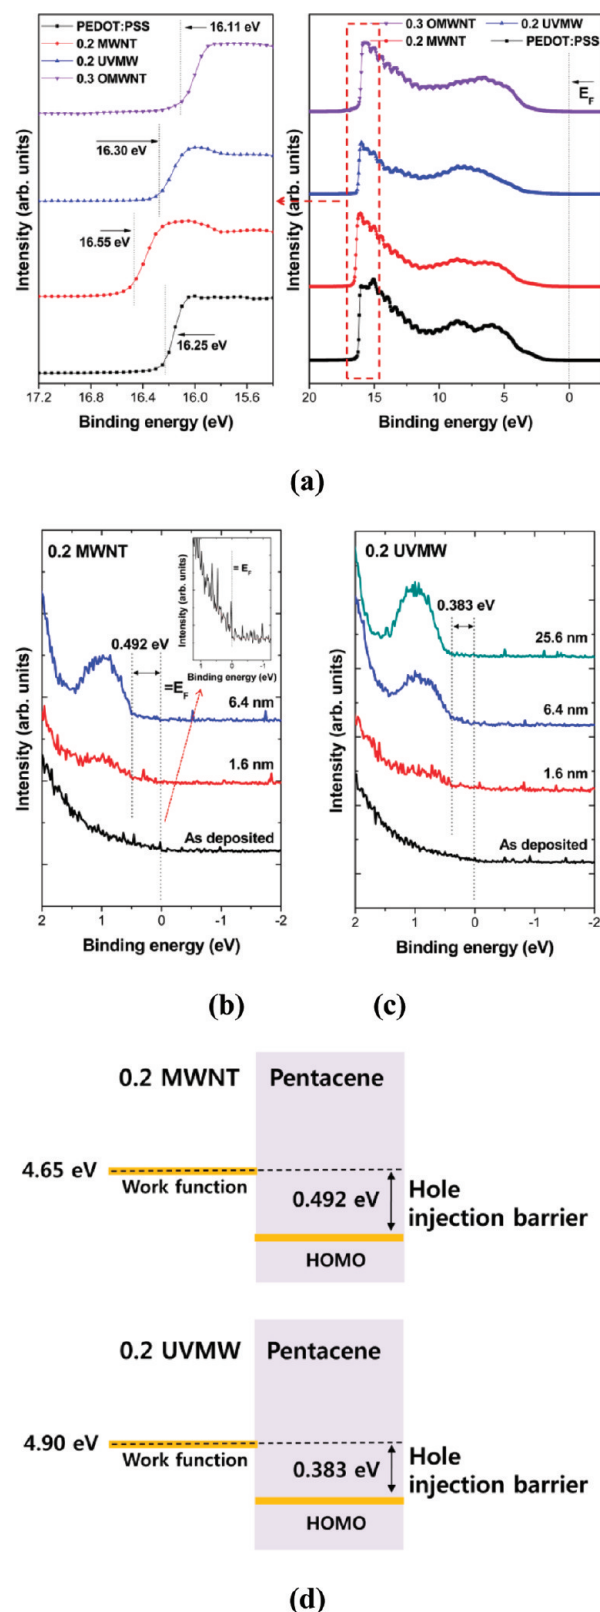 PEDOT:PSS
0.2 MWNT
0.2 UVMW
0.3 OMWNT
16.11 eV
16.30 eV
16.55 eV
16.25 eV
Intensity (arb. units)
17.2 16.8 16.4 16.0 15.6
Binding energy (eV)
0.3 OMWNT 0.2 UVMW
0.2 MWNT PEDOT:PSS
E_F
Intensity (arb. units)
20 15 10 5 0
Binding energy (eV)
(a)
0.2 MWNT
Intensity (arb. units)
= E_F
1 0 -1
Binding energy (eV)
0.492 eV
=E_F
6.4 nm
1.6 nm
As deposited
Intensity (arb. units)
2 1 0 -1 -2
Binding energy (eV)
(b)
0.2 UVMW
0.383 eV
25.6 nm
6.4 nm
1.6 nm
As deposited
Intensity (arb. units)
2 1 0 -1 -2
Binding energy (eV)
(c)
0.2 MWNT Pentacene
4.65 eV
Work function
0.492 eV
Hole
injection barrier
HOMO
0.2 UVMW Pentacene
4.90 eV
Work function
0.383 eV
Hole
injection barrier
HOMO
(d)